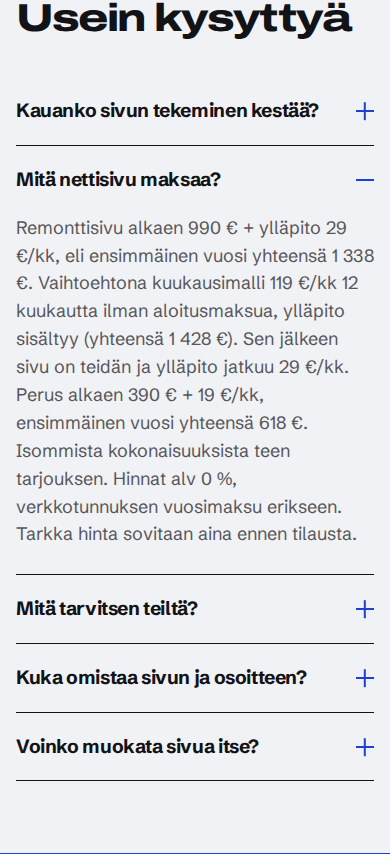 Usein kysyttyä
Kauanko sivun tekeminen kestää?
Mitä nettisivu maksaa?
Remonttisivu alkaen 990 € + ylläpito 29
€/kk, eli ensimmäinen vuosi yhteensä 1 338
€. Vaihtoehtona kuukausimalli 119 €/kk 12
kuukautta ilman aloitusmaksua, ylläpito
sisältyy (yhteensä 1 428 €). Sen jälkeen
sivu on teidän ja ylläpito jatkuu 29 €/kk.
Perus alkaen 390 € + 19 €/kk,
ensimmäinen vuosi yhteensä 618 €.
Isommista kokonaisuuksista teen
tarjouksen. Hinnat alv 0 %,
verkkotunnuksen vuosimaksu erikseen.
Tarkka hinta sovitaan aina ennen tilausta.
Mitä tarvitsen teiltä?
Kuka omistaa sivun ja osoitteen?
Voinko muokata sivua itse?